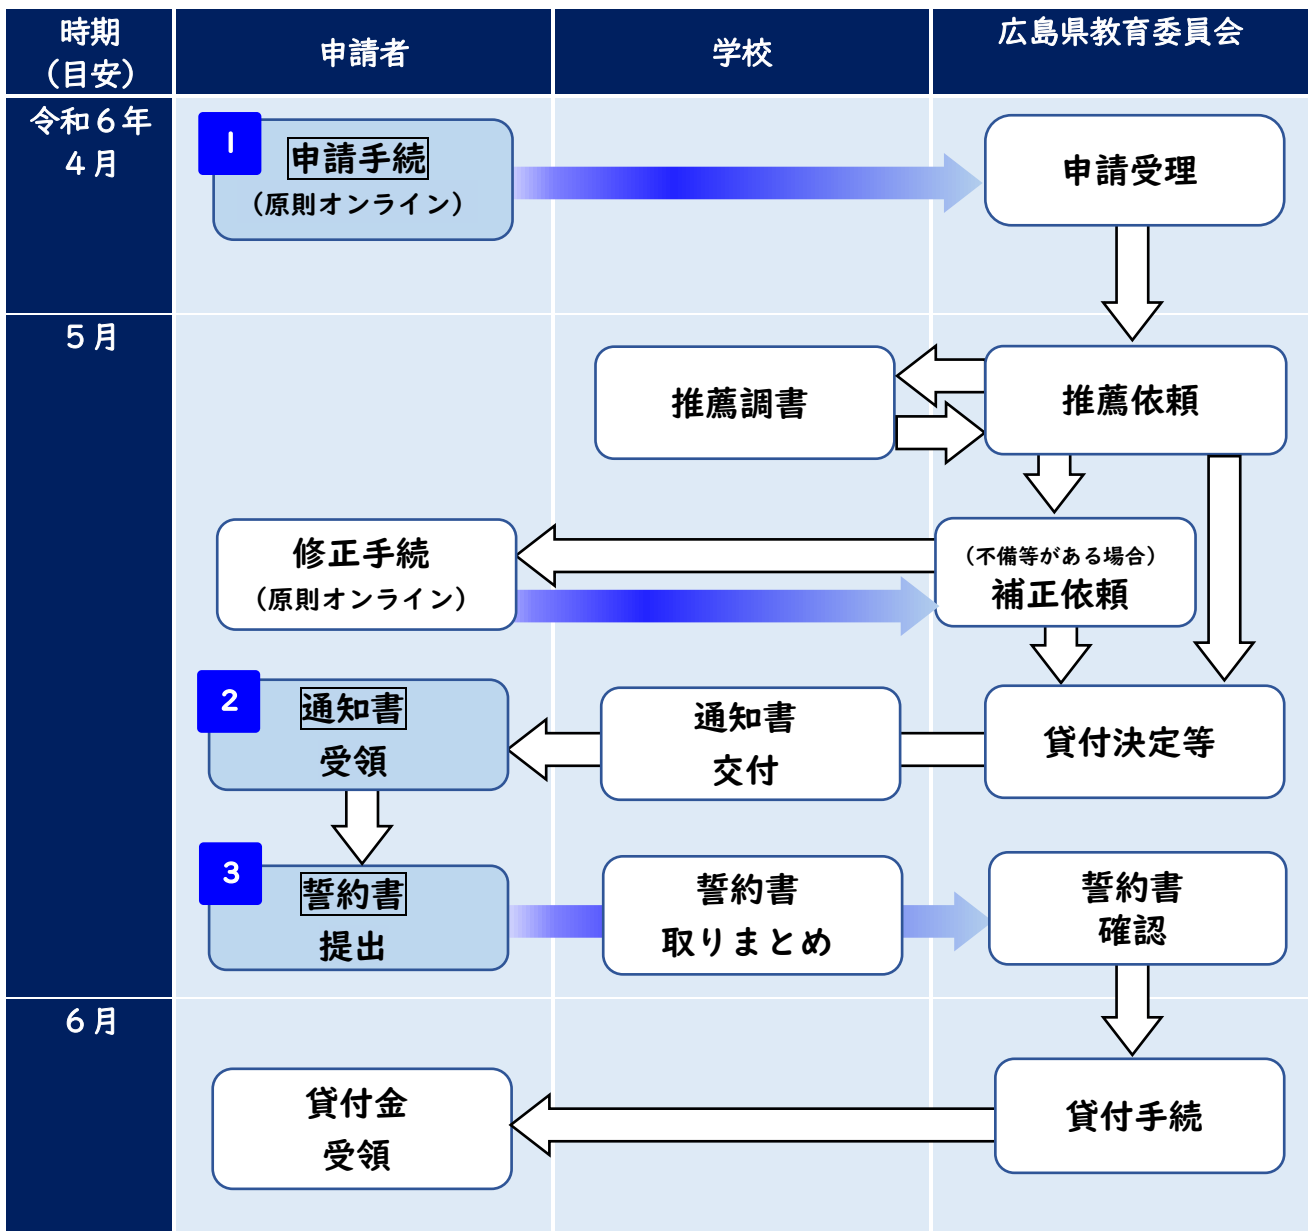 時期
（目安）
申請者
学校
広島県教育委員会
令和６年
４月
1
申請手続
（原則オンライン）
申請受理
５月
推薦調書
推薦依頼
修正手続
（原則オンライン）
（不備等がある場合）
補正依頼
2
通知書
受領
通知書
交付
貸付決定等
3
誓約書
提出
誓約書
取りまとめ
誓約書
確認
６月
貸付金
受領
貸付手続